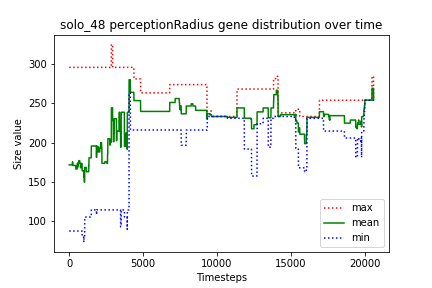 solo_48 perceptionRadius gene distribution over time
Size value
300
250
200
150
100
0
5000
10000
15000
20000
Timesteps
max
mean
min